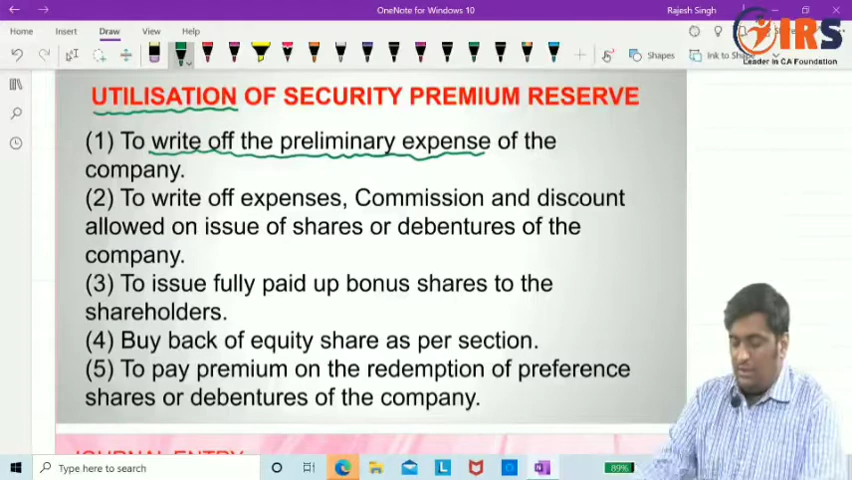 OneNote for Windows 10
Rajesh Singh
Home
Insert
Draw
View
Help
Shapes
Ink to Shape
IRS
Leader in CA Foundation
UTILISATION OF SECURITY PREMIUM RESERVE
(1) To write off the preliminary expense of the
company.
(2) To write off expenses, Commission and discount
allowed on issue of shares or debentures of the
company.
(3) To issue fully paid up bonus shares to the
shareholders.
(4) Buy back of equity share as per section.
(5) To pay premium on the redemption of preference
shares or debentures of the company.
JOURNAL ENTRY
Type here to search
89%